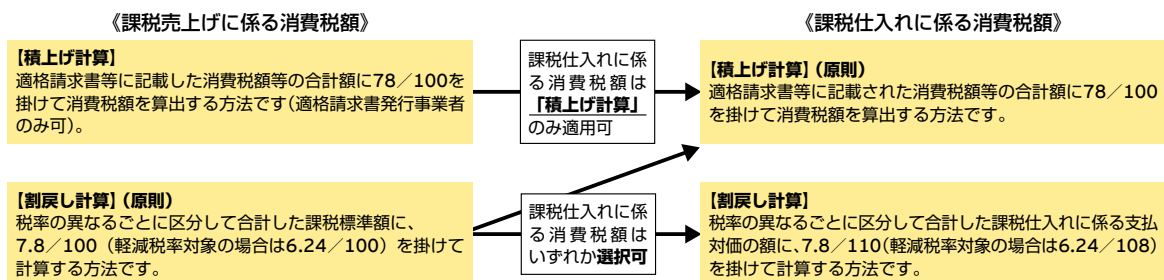 《課税売上げに係る消費税額》
《課税仕入れに係る消費税額》
【積上げ計算】
適格請求書等に記載した消費税額等の合計額に78／100を
掛けて消費税額を算出する方法です（適格請求書発行事業者
のみ可）。
課税仕入れに係
る消費税額は
「積上げ計算」
のみ適用可
【積上げ計算】（原則）
適格請求書等に記載された消費税額等の合計額に78／100
を掛けて消費税額を算出する方法です。
【割戻し計算】（原則）
税率の異なるごとに区分して合計した課税標準額に、
7.8／100（軽減税率対象の場合は6.24／100）を掛けて
計算する方法です。
課税仕入れに係
る消費税額は
いずれか選択可
【割戻し計算】
税率の異なるごとに区分して合計した課税仕入れに係る支払
対価の額に、7.8／110（軽減税率対象の場合は6.24／108）
を掛けて計算する方法です。